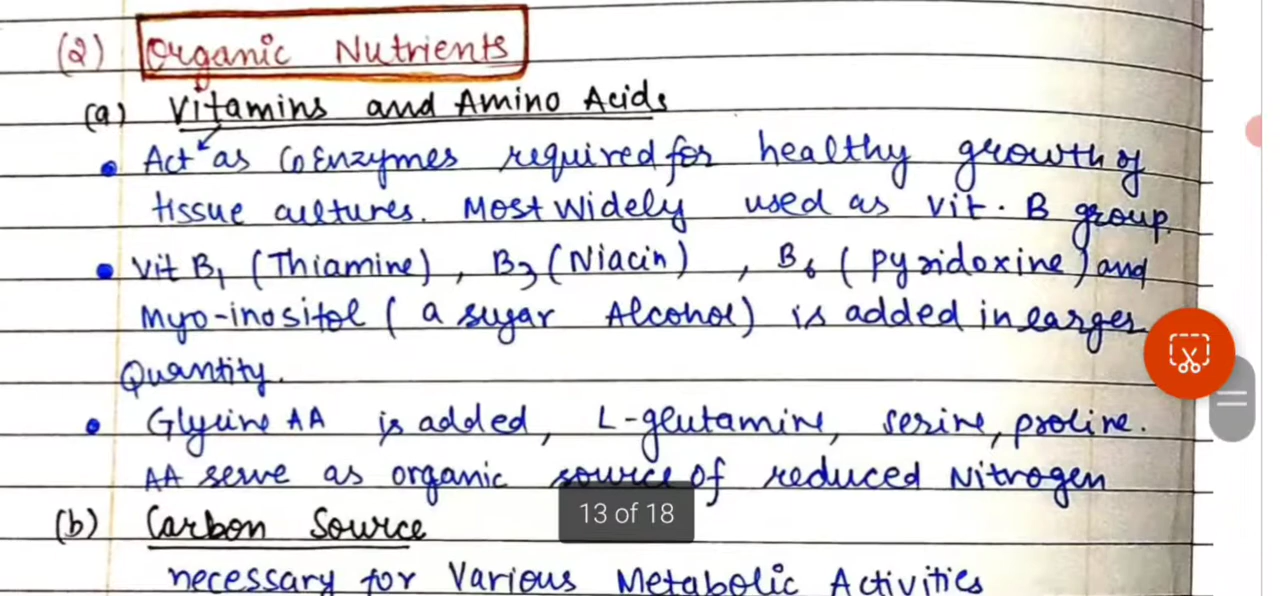 (2) Organic Nutrients
(a) Vitamins and Amino Acids
• Act as CoEnzymes required for healthy growth of
tissue cultures. Most widely used as vit. B group.
• Vit B1 (Thiamine), B3 (Niacin), B6 (pyridoxine) and
Myo-inositol (a sugar Alcohol) is added in larger
Quantity.
• Glycine AA is added, L-glutamine, serine, proline.
AA serve as organic source of reduced Nitrogen
13 of 18
(b) Carbon Source
necessary for Various Metabolic Activities